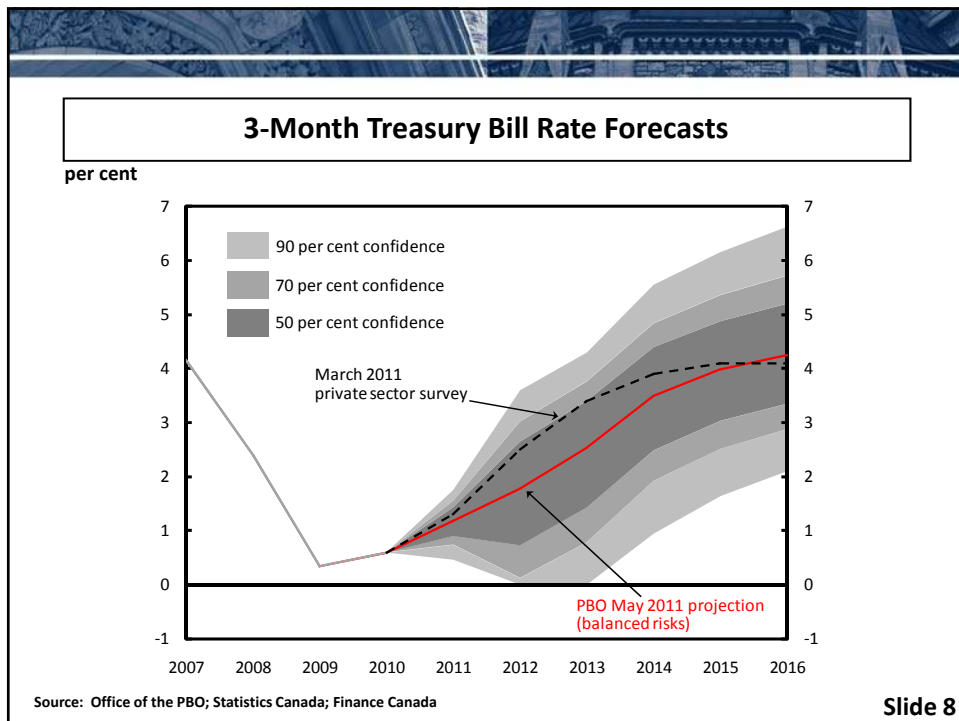 3-Month Treasury Bill Rate Forecasts
per cent
7 7
90 per cent confidence
6 6
70 per cent confidence
5 5
50 per cent confidence
4 4
March 2011
private sector survey
3 3
2 2
1 1
0 0
PBO May 2011 projection
(balanced risks)
-1 -1
2007 2008 2009 2010 2011 2012 2013 2014 2015 2016
Source: Office of the PBO; Statistics Canada; Finance Canada
Slide 8